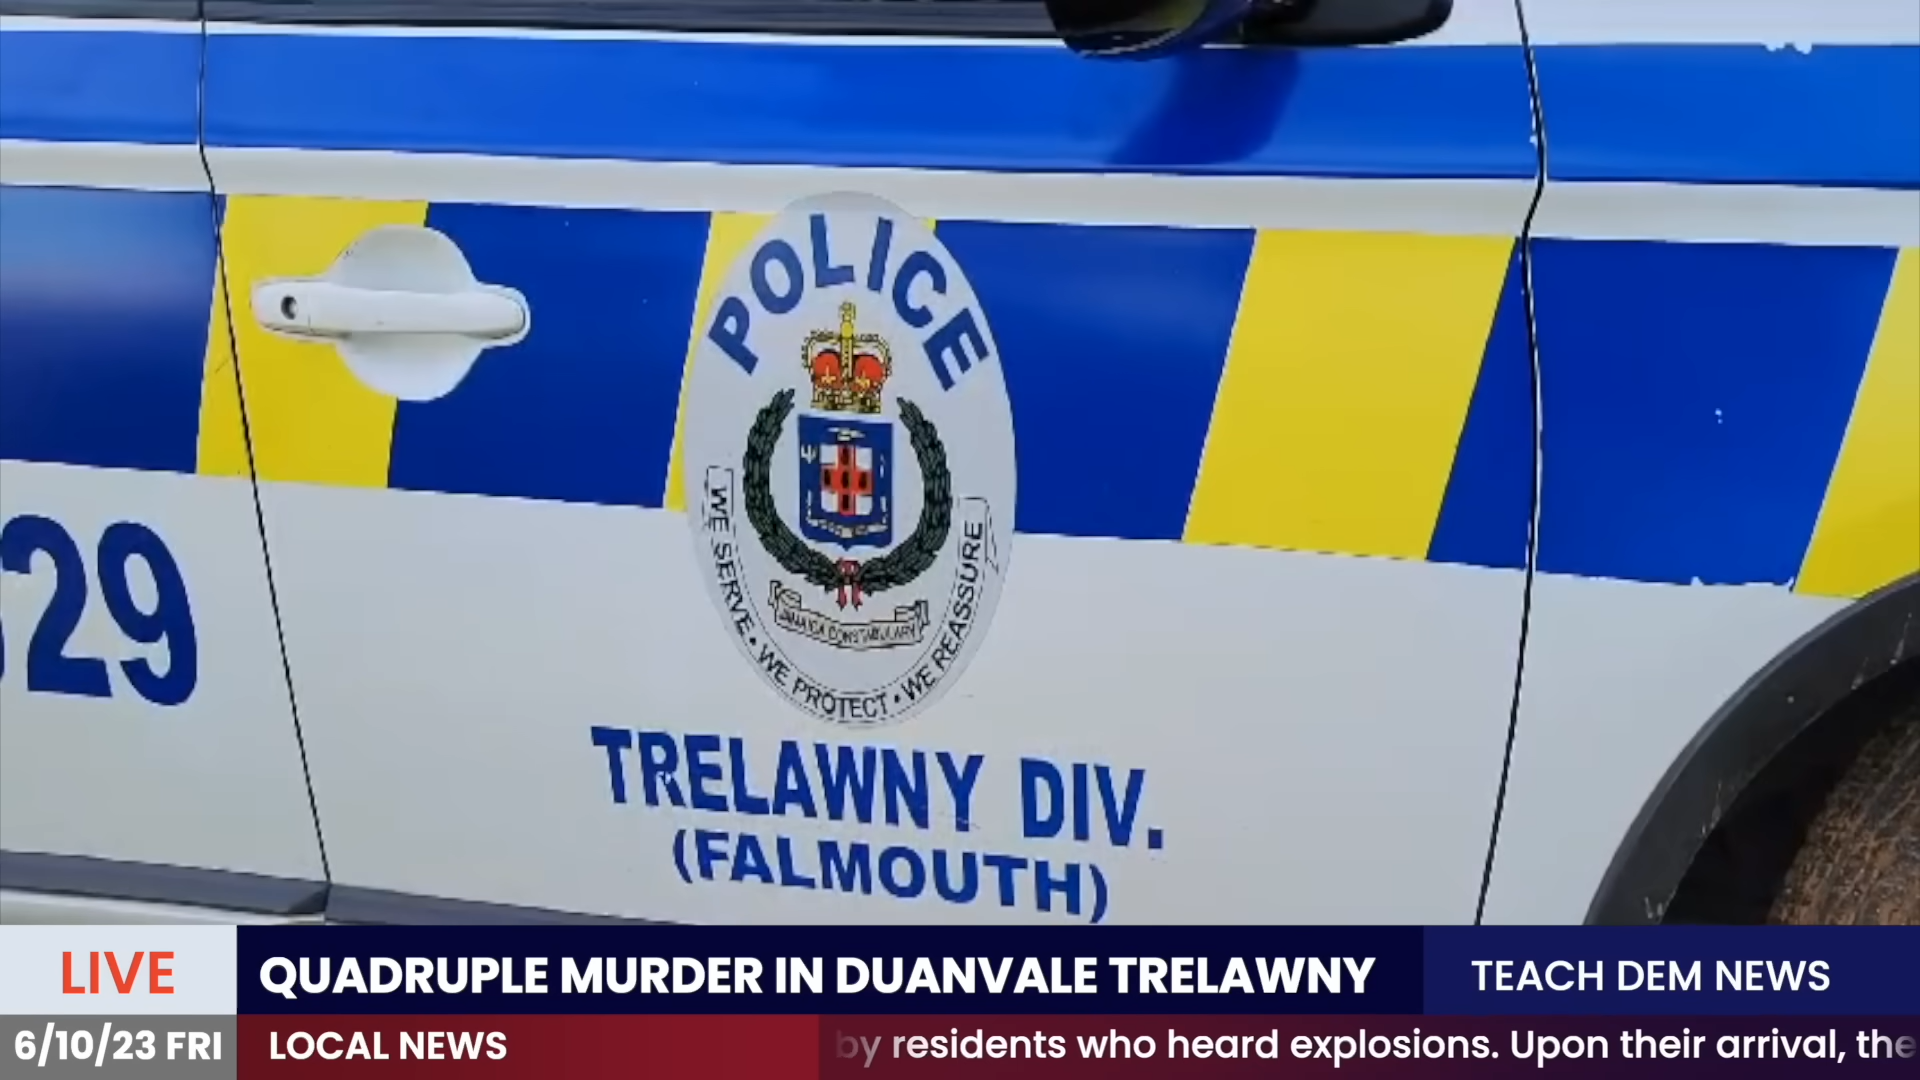 POLICE
WE SERVE • WE PROTECT • WE REASSURE
JAMAICA CONSTABULARY
29
TRELAWNY DIV.
(FALMOUTH)
LIVE
QUADRUPLE MURDER IN DUANVALE TRELAWNY
TEACH DEM NEWS
6/10/23 FRI
LOCAL NEWS
by residents who heard explosions. Upon their arrival, the